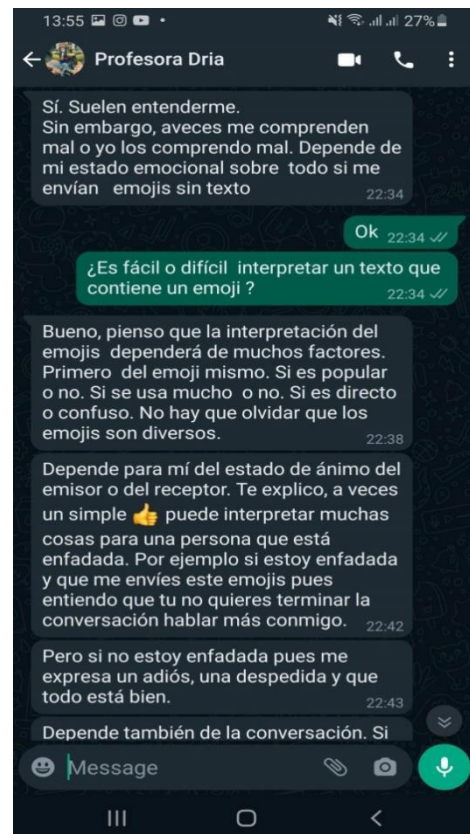 13:55 27%
Profesora Dria
Sí. Suelen entenderme.
Sin embargo, aveces me comprenden
mal o yo los comprendo mal. Depende de
mi estado emocional sobre todo si me
envían emojis sin texto
22:34
Ok 22:34
¿Es fácil o difícil interpretar un texto que
contiene un emoji ?
22:34
Bueno, pienso que la interpretación del
emojis dependerá de muchos factores.
Primero del emoji mismo. Si es popular
o no. Si se usa mucho o no. Si es directo
o confuso. No hay que olvidar que los
emojis son diversos.
22:38
Depende para mí del estado de ánimo del
emisor o del receptor. Te explico, a veces
un simple 👍 puede interpretar muchas
cosas para una persona que está
enfadada. Por ejemplo si estoy enfadada
y que me envíes este emojis pues
entiendo que tu no quieres terminar la
conversación hablar más conmigo. 22:42
Pero si no estoy enfadada pues me
expresa un adiós, una despedida y que
todo está bien.
22:43
Depende también de la conversación. Si
Message